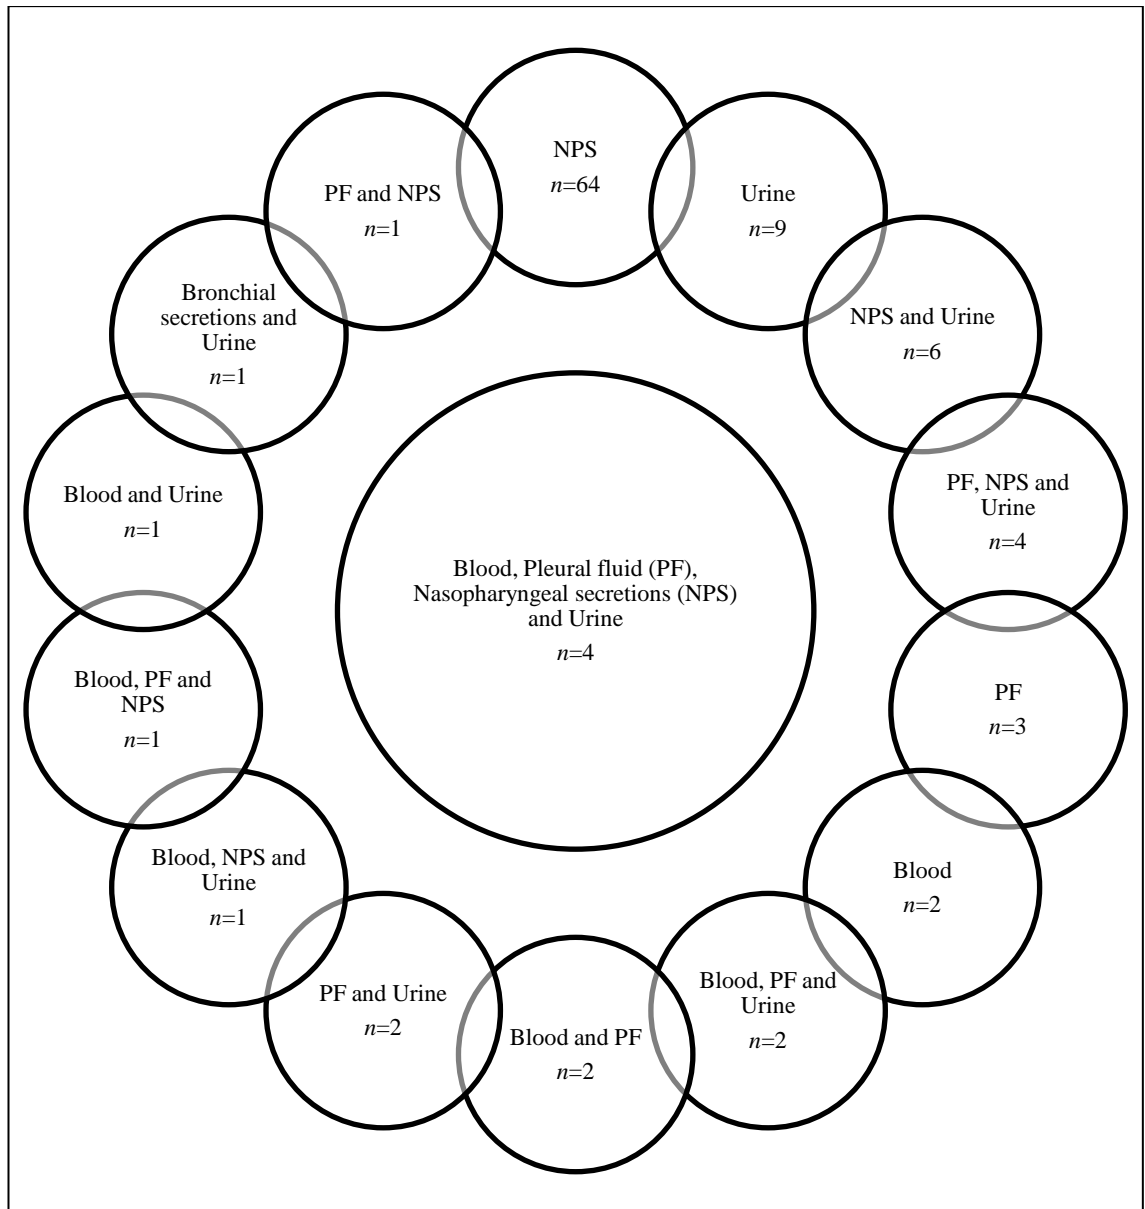 NPS
n=64
Urine
n=9
NPS and Urine
n=6
PF, NPS and
Urine
n=4
PF
n=3
Blood
n=2
Blood, PF and
Urine
n=2
Blood and PF
n=2
PF and Urine
n=2
Blood, NPS and
Urine
n=1
Blood, PF and
NPS
n=1
Blood and Urine
n=1
Bronchial
secretions and
Urine
n=1
PF and NPS
n=1
Blood, Pleural fluid (PF),
Nasopharyngeal secretions (NPS)
and Urine
n=4